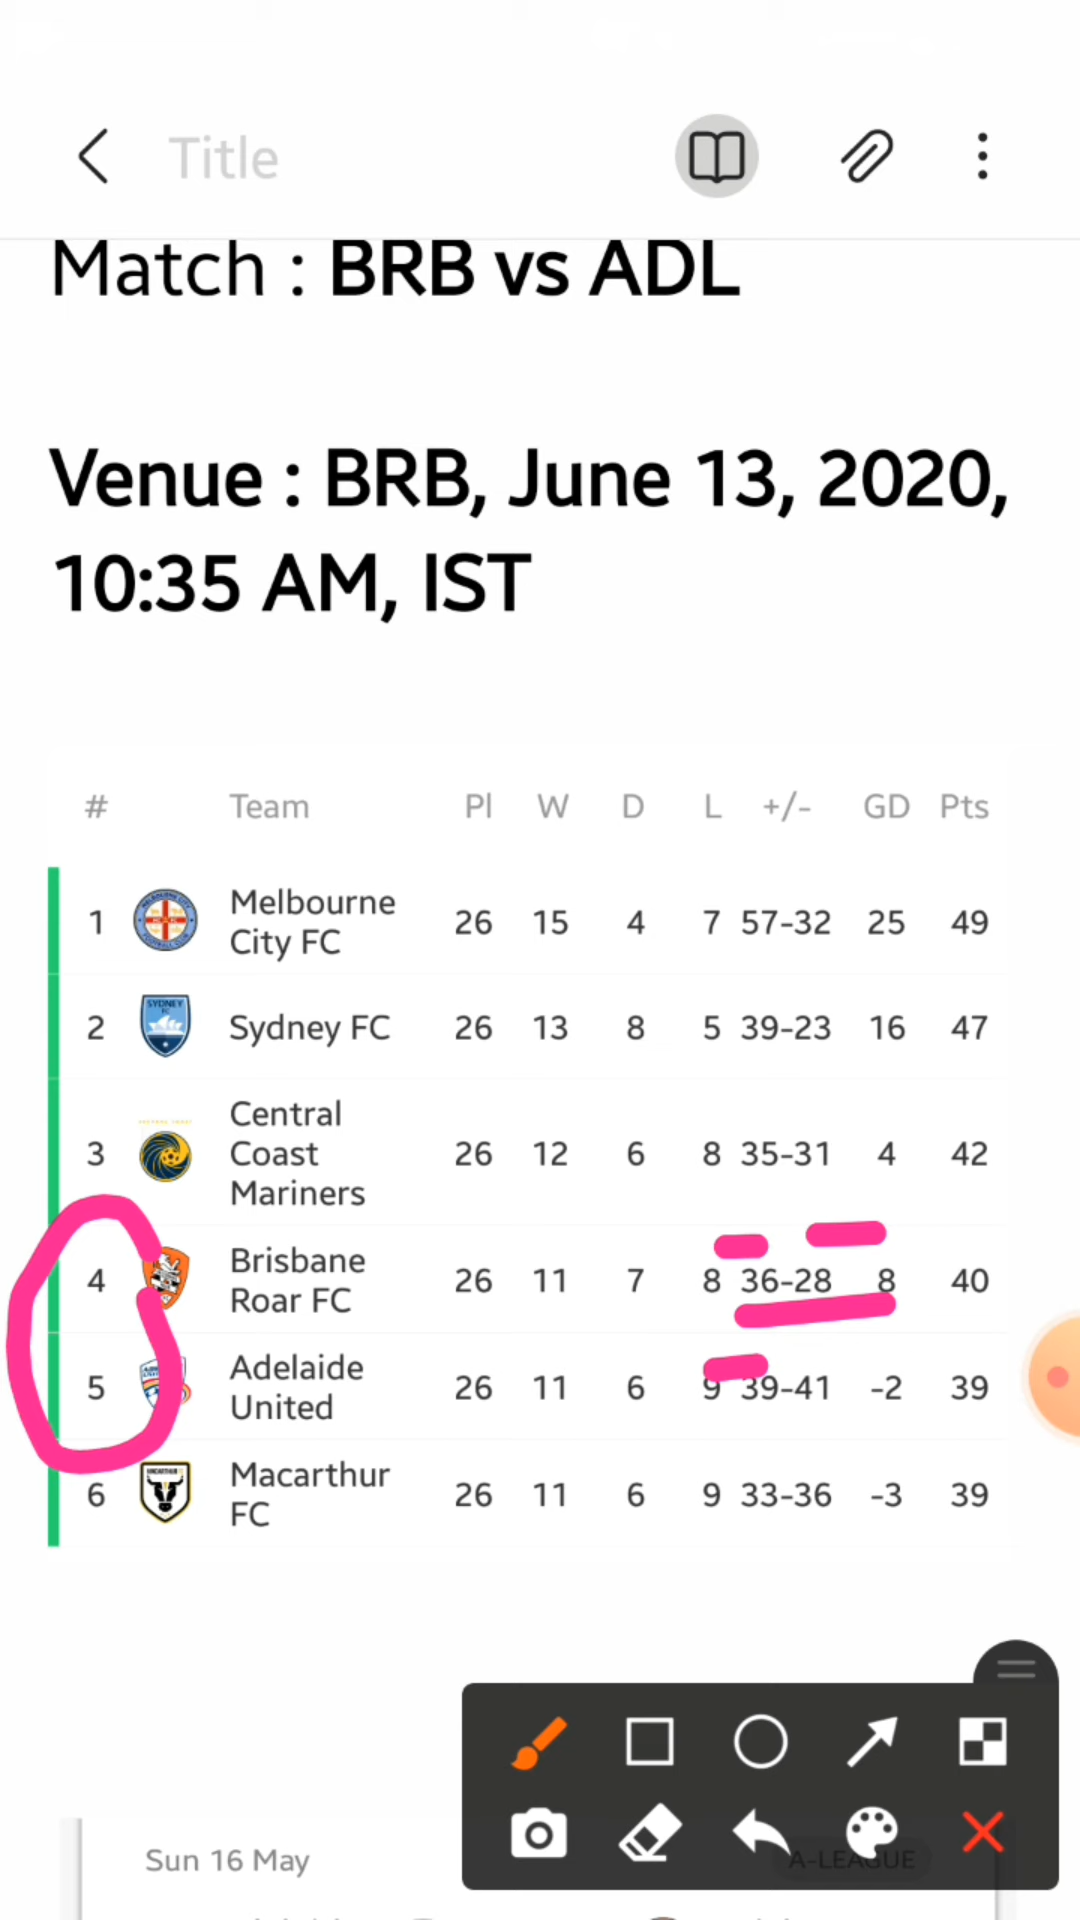 Title
Match : BRB vs ADL
Venue : BRB, June 13, 2020,
10:35 AM, IST
# Team Pl W D L +/- GD Pts
1 Melbourne City FC 26 15 4 7 57-32 25 49
2 Sydney FC 26 13 8 5 39-23 16 47
3 Central Coast Mariners 26 12 6 8 35-31 4 42
4 Brisbane Roar FC 26 11 7 8 36-28 8 40
5 Adelaide United 26 11 6 9 39-41 -2 39
6 Macarthur FC 26 11 6 9 33-36 -3 39
Sun 16 May
A-LEAGUE